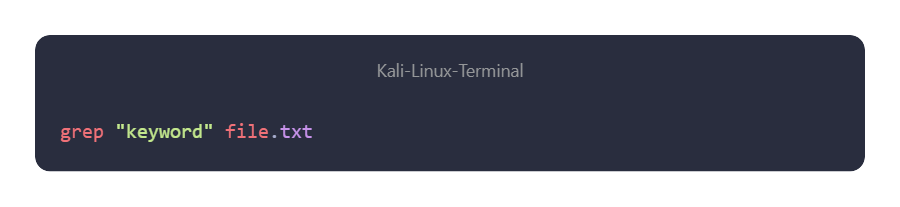 Kali-Linux-Terminal
grep "keyword" file.txt